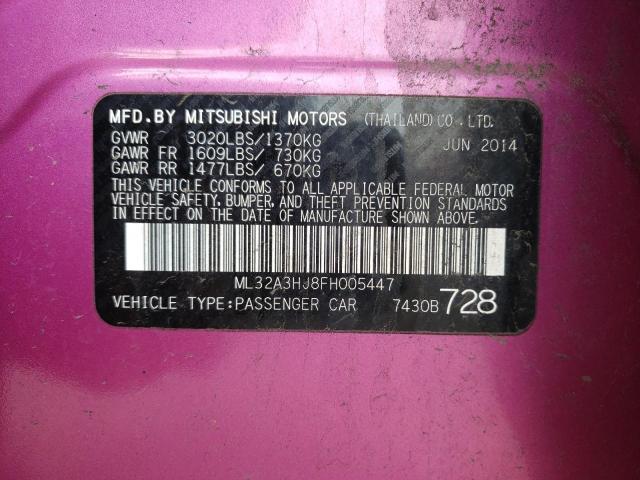 MFD.BY MITSUBISHI MOTORS (THAILAND) CO.,LTD.
GVWR / 3020LBS/1370KG JUN 2014
GAWR FR 1609LBS/ 730KG
GAWR RR 1477LBS/ 670KG
THIS VEHICLE CONFORMS TO ALL APPLICABLE FEDERAL MOTOR
VEHICLE SAFETY, BUMPER, AND THEFT PREVENTION STANDARDS
IN EFFECT ON THE DATE OF MANUFACTURE SHOWN ABOVE.
ML32A3HJ8FH005447
VEHICLE TYPE:PASSENGER CAR 7430B 728